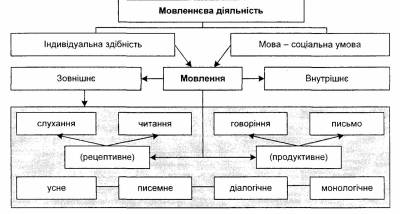 Мовленнєва діяльність
Індивідуальна здібність
Мова – соціальна умова
Зовнішнє
Мовлення
Внутрішнє
слухання
читання
говоріння
письмо
(рецептивне)
(продуктивне)
усне
писемне
діалогічне
монологічне